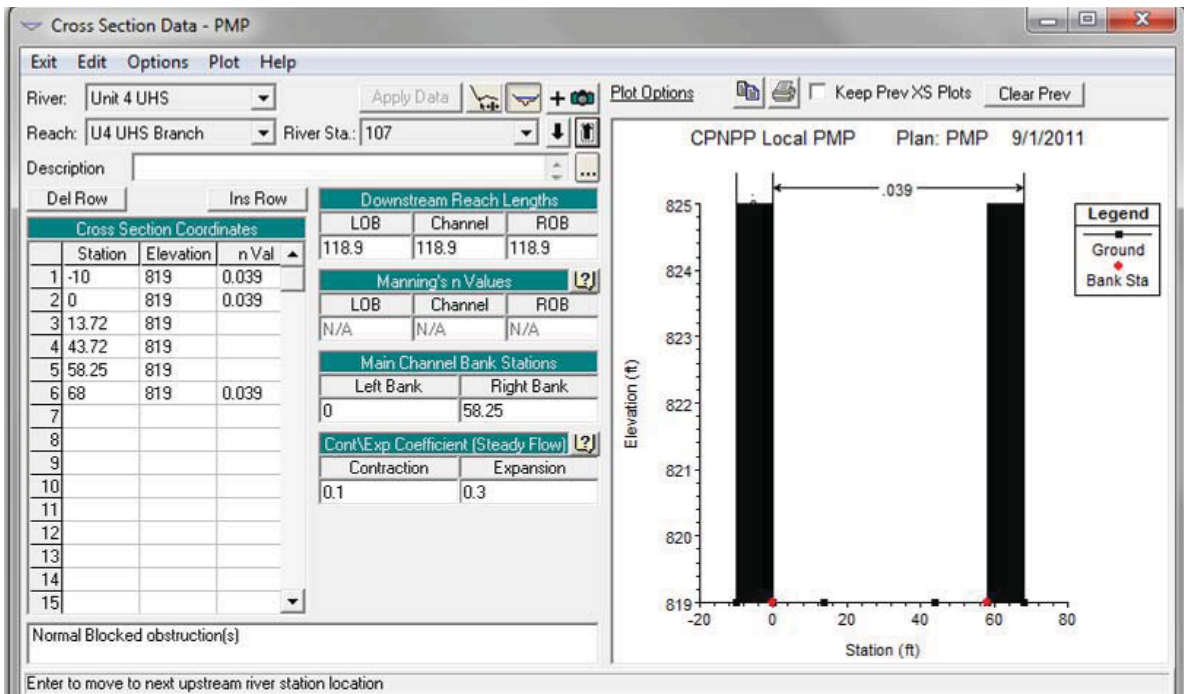 Cross Section Data - PMP
Exit Edit Options Plot Help
River: Unit 4 UHS Apply Data + Plot Options Keep Prev XS Plots Clear Prev
Reach: U4 UHS Branch River Sta.: 107
Description ...
Del Row Ins Row
Cross Section Coordinates
Station Elevation n Val
1 -10 819 0.039
2 0 819 0.039
3 13.72 819
4 43.72 819
5 58.25 819
6 68 819 0.039
7
8
9
10
11
12
13
14
15
Downstream Reach Lengths
LOB Channel ROB
118.9 118.9 118.9
Manning's n Values
LOB Channel ROB
N/A N/A N/A
Main Channel Bank Stations
Left Bank Right Bank
0 58.25
Cont\Exp Coefficient (Steady Flow)
Contraction Expansion
0.1 0.3
Normal Blocked obstruction(s)
Enter to move to next upstream river station location
CPNPP Local PMP Plan: PMP 9/1/2011
.039
825
824
823
822
821
820
819
Elevation (ft)
-20 0 20 40 60 80
Station (ft)
Legend
Ground
Bank Sta